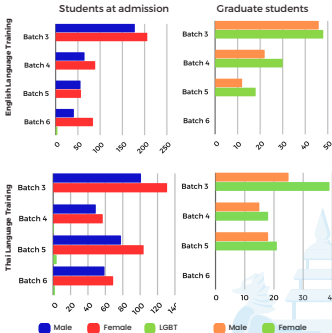 Students at admission
Graduate students
English Language Training
Batch 3
Batch 4
Batch 5
Batch 6
0 50 100 150 200 250
Batch 3
Batch 4
Batch 5
Batch 6
0 10 20 30 40 50
Thai Language Training
Batch 3
Batch 4
Batch 5
Batch 6
0 20 40 60 80 100 120 14
Batch 3
Batch 4
Batch 5
Batch 6
0 10 20 30 4
Male Female LGBT
Male Female